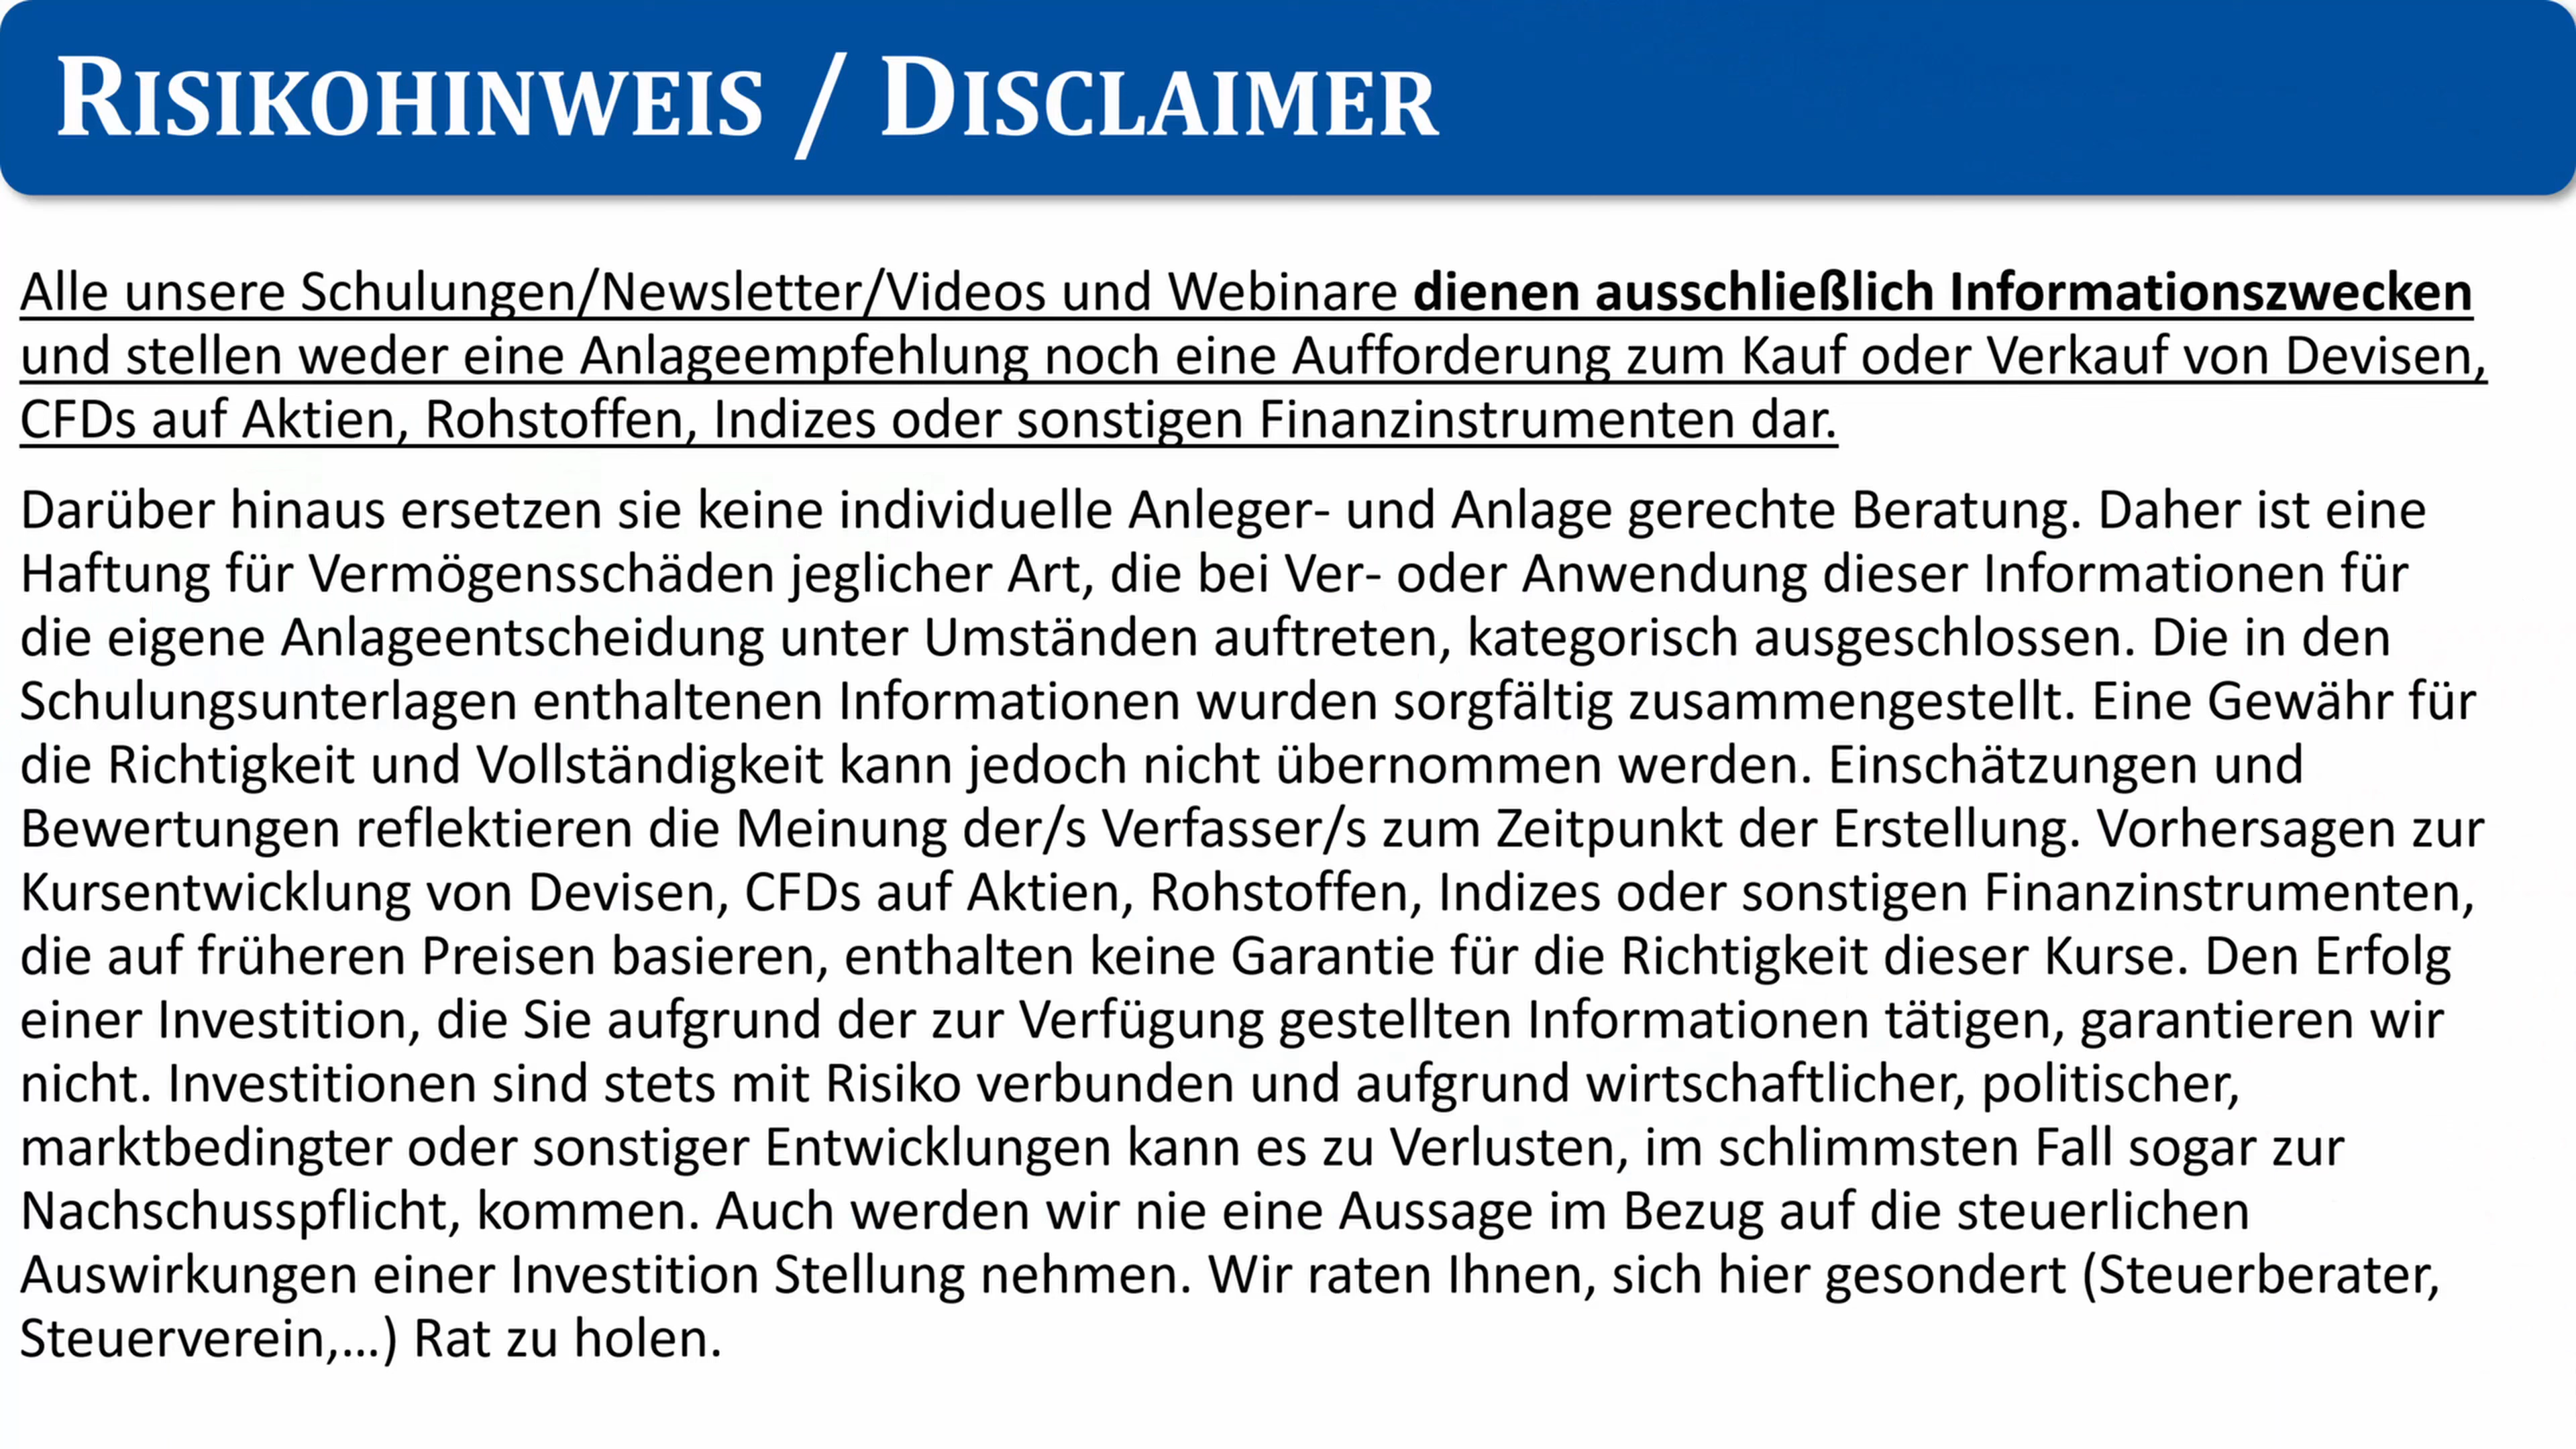 RISIKOHINWEIS / DISCLAIMER
Alle unsere Schulungen/Newsletter/Videos und Webinare dienen ausschließlich Informationszwecken
und stellen weder eine Anlageempfehlung noch eine Aufforderung zum Kauf oder Verkauf von Devisen,
CFDs auf Aktien, Rohstoffen, Indizes oder sonstigen Finanzinstrumenten dar.
Darüber hinaus ersetzen sie keine individuelle Anleger- und Anlage gerechte Beratung. Daher ist eine
Haftung für Vermögensschäden jeglicher Art, die bei Ver- oder Anwendung dieser Informationen für
die eigene Anlageentscheidung unter Umständen auftreten, kategorisch ausgeschlossen. Die in den
Schulungsunterlagen enthaltenen Informationen wurden sorgfältig zusammengestellt. Eine Gewähr für
die Richtigkeit und Vollständigkeit kann jedoch nicht übernommen werden. Einschätzungen und
Bewertungen reflektieren die Meinung der/s Verfasser/s zum Zeitpunkt der Erstellung. Vorhersagen zur
Kursentwicklung von Devisen, CFDs auf Aktien, Rohstoffen, Indizes oder sonstigen Finanzinstrumenten,
die auf früheren Preisen basieren, enthalten keine Garantie für die Richtigkeit dieser Kurse. Den Erfolg
einer Investition, die Sie aufgrund der zur Verfügung gestellten Informationen tätigen, garantieren wir
nicht. Investitionen sind stets mit Risiko verbunden und aufgrund wirtschaftlicher, politischer,
marktbedingter oder sonstiger Entwicklungen kann es zu Verlusten, im schlimmsten Fall sogar zur
Nachschusspflicht, kommen. Auch werden wir nie eine Aussage im Bezug auf die steuerlichen
Auswirkungen einer Investition Stellung nehmen. Wir raten Ihnen, sich hier gesondert (Steuerberater,
Steuerverein,…) Rat zu holen.